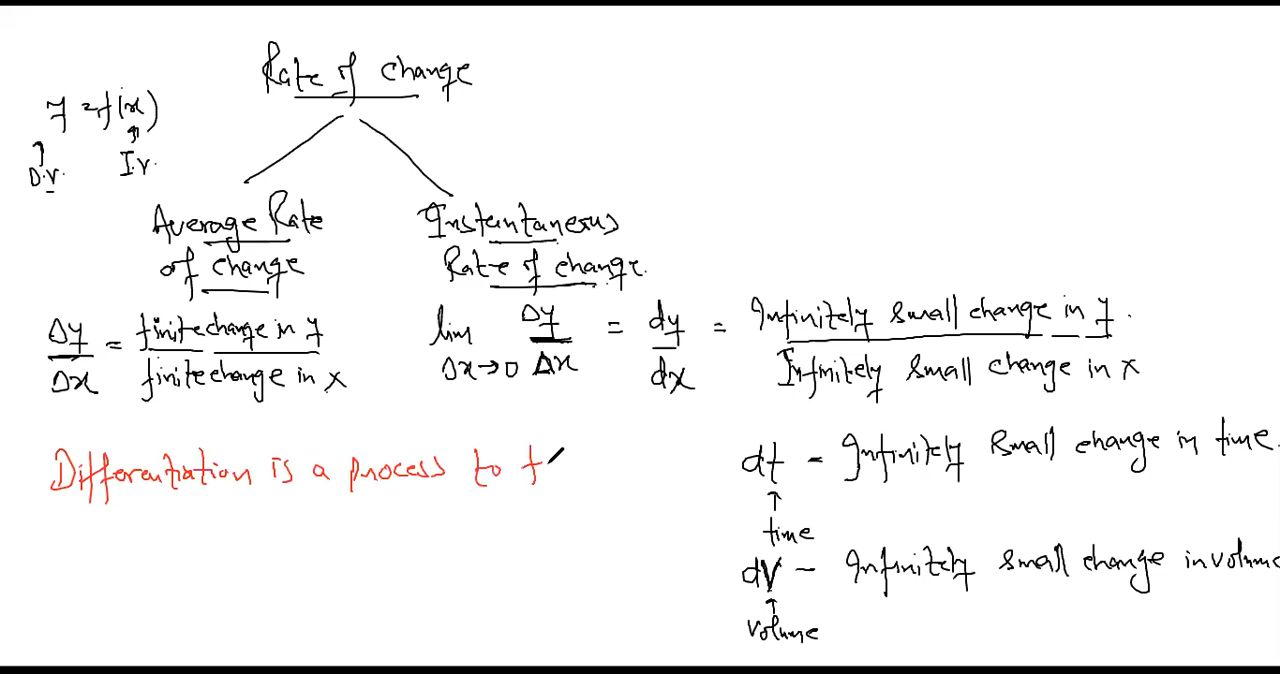 Rate of change
y = f(x)
D.V. I.V.
Average Rate
of change
Instantaneous
Rate of change.
Δy/Δx = finite change in y / finite change in x
lim Δx→0 Δy/Δx = dy/dx = Infinitely small change in y. / Infinitely small change in x
Differentiation is a process to f
dt - Infinitely small change in time.
↑
time
dV - Infinitely small change in volume
↑
volume